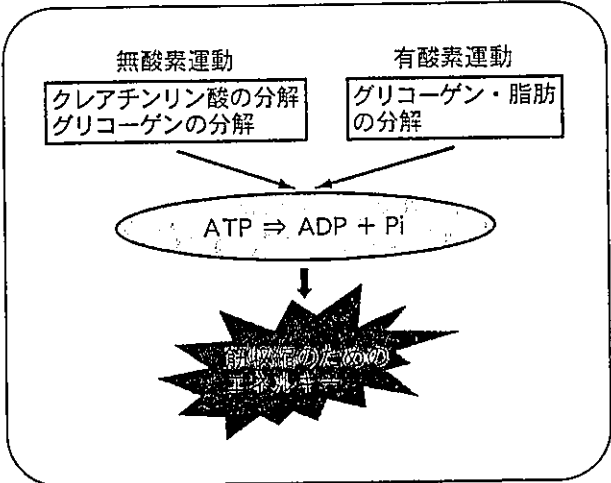 無酸素運動
有酸素運動
クレアチンリン酸の分解
グリコーゲンの分解
グリコーゲン・脂肪
の分解
ATP ⇒ ADP + Pi
筋収縮のための
エネルギー